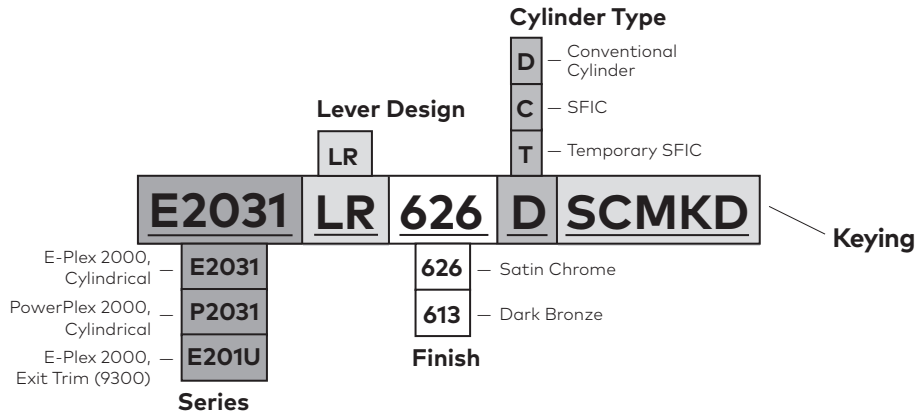 Cylinder Type
D — Conventional
Cylinder
C — SFIC
T — Temporary SFIC
Lever Design
LR
E2031 LR 626 D SCMKD
Keying
E-Plex 2000,
Cylindrical — E2031
PowerPlex 2000,
Cylindrical — P2031
E-Plex 2000,
Exit Trim (9300) — E201U
Series
626 — Satin Chrome
613 — Dark Bronze
Finish